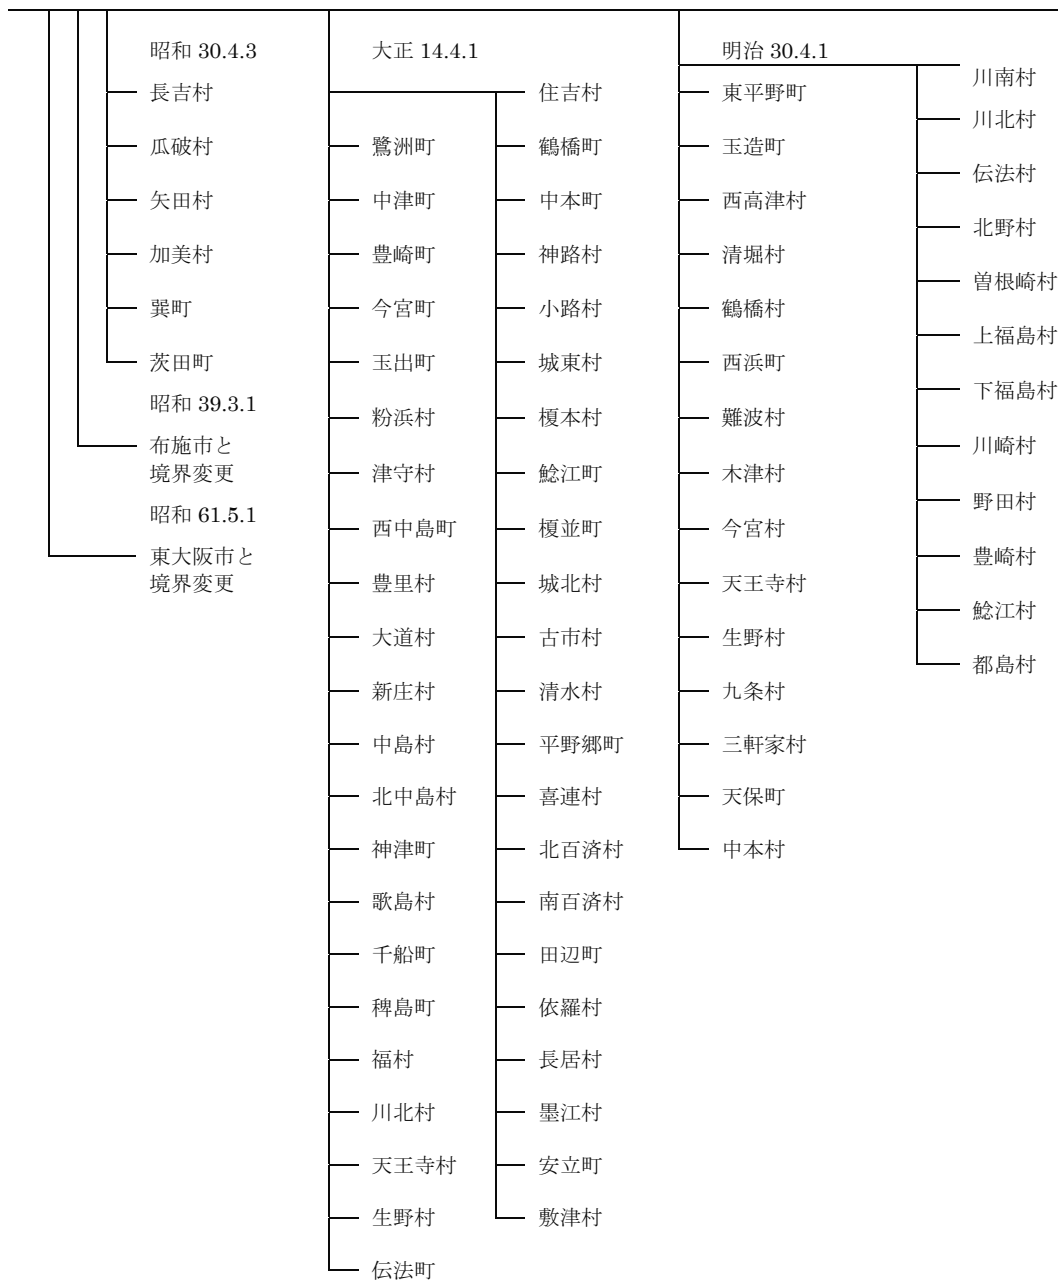 昭和 30.4.3
長吉村
瓜破村
矢田村
加美村
巽町
茨田町
昭和 39.3.1
布施市と
境界変更
昭和 61.5.1
東大阪市と
境界変更
大正 14.4.1
鷺洲町
中津町
豊崎町
今宮町
玉出町
粉浜村
津守村
西中島町
豊里村
大道村
新庄村
中島村
北中島村
神津町
歌島村
千船町
稗島町
福村
川北村
天王寺村
生野村
伝法町
住吉村
鶴橋町
中本町
神路村
小路村
城東村
榎本村
鯰江町
榎並町
城北村
古市村
清水村
平野郷町
喜連村
北百済村
南百済村
田辺町
依羅村
長居村
墨江村
安立町
敷津村
明治 30.4.1
東平野町
玉造町
西高津村
清堀村
鶴橋村
西浜町
難波村
木津村
今宮村
天王寺村
生野村
九条村
三軒家村
天保町
中本村
川南村
川北村
伝法村
北野村
曽根崎村
上福島村
下福島村
川崎村
野田村
豊崎村
鯰江村
都島村